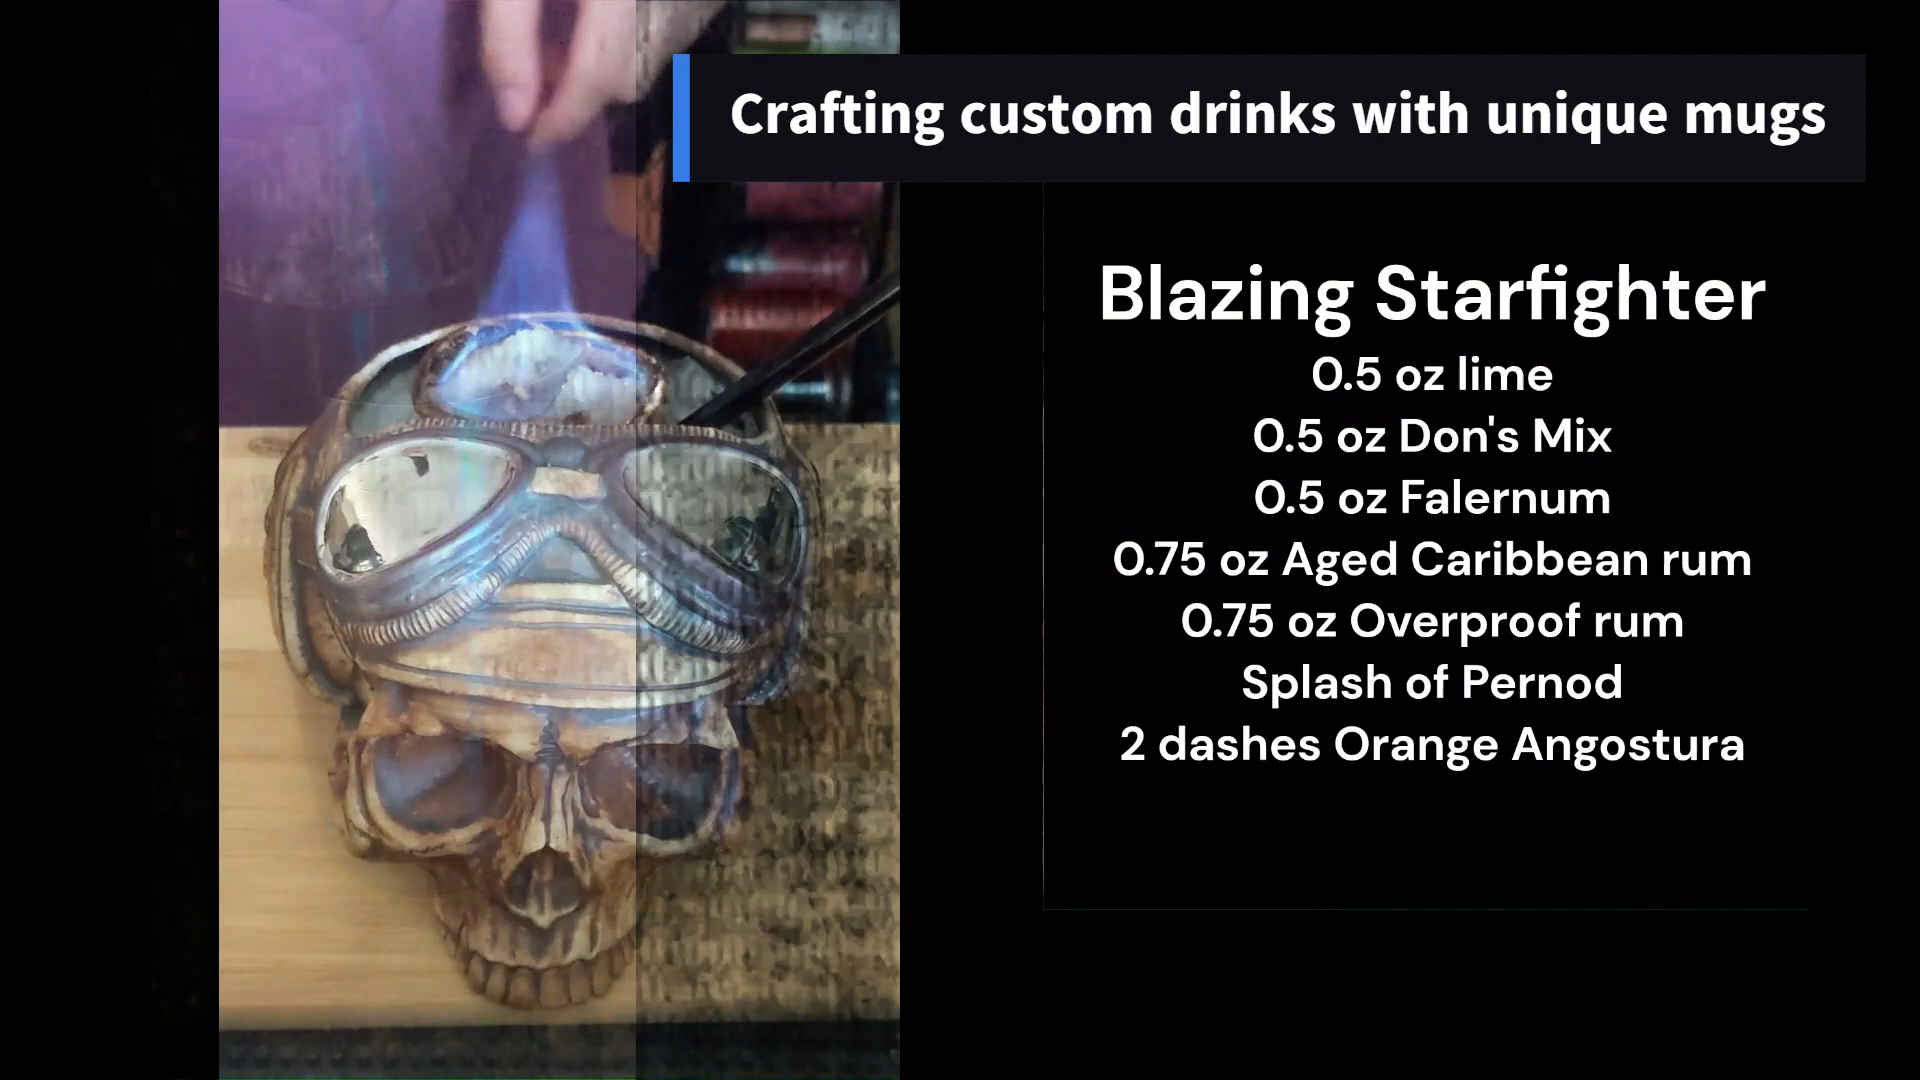 Crafting custom drinks with unique mugs
Blazing Starfighter
0.5 oz lime
0.5 oz Don's Mix
0.5 oz Falernum
0.75 oz Aged Caribbean rum
0.75 oz Overproof rum
Splash of Pernod
2 dashes Orange Angostura